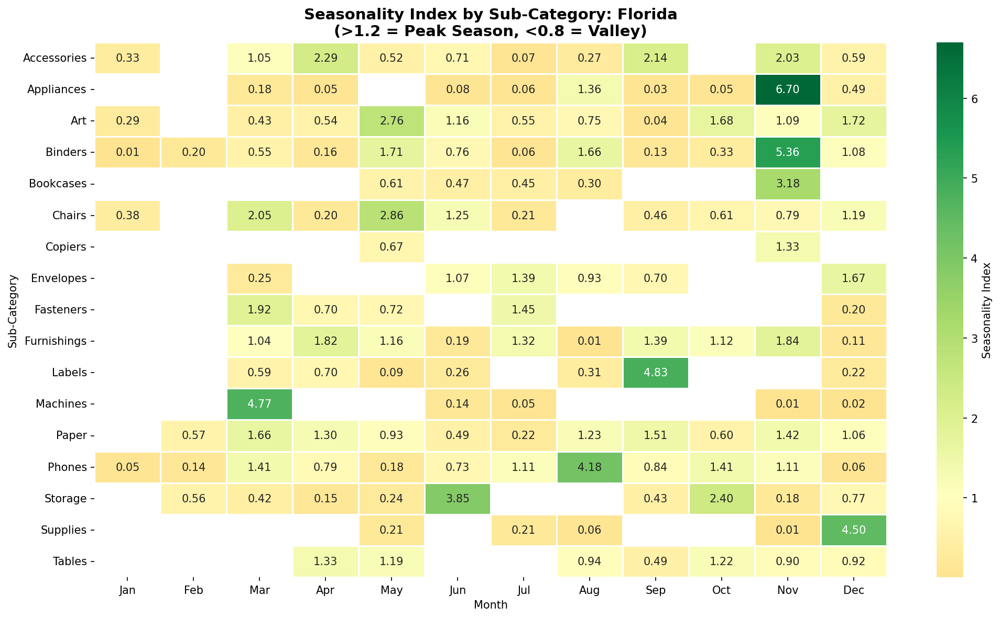 Seasonality Index by Sub-Category: Florida
(>1.2 = Peak Season, <0.8 = Valley)
Accessories 0.33 1.05 2.29 0.52 0.71 0.07 0.27 2.14 2.03 0.59
Appliances 0.18 0.05 0.08 0.06 1.36 0.03 0.05 6.70 0.49
Art 0.29 0.43 0.54 2.76 1.16 0.55 0.75 0.04 1.68 1.09 1.72
Binders 0.01 0.20 0.55 0.16 1.71 0.76 0.06 1.66 0.13 0.33 5.36 1.08
Bookcases 0.61 0.47 0.45 0.30 3.18
Chairs 0.38 2.05 0.20 2.86 1.25 0.21 0.46 0.61 0.79 1.19
Copiers 0.67 1.33
Envelopes 0.25 1.07 1.39 0.93 0.70 1.67
Fasteners 1.92 0.70 0.72 1.45 0.20
Furnishings 1.04 1.82 1.16 0.19 1.32 0.01 1.39 1.12 1.84 0.11
Labels 0.59 0.70 0.09 0.26 0.31 4.83 0.22
Machines 4.77 0.14 0.05 0.01 0.02
Paper 0.57 1.66 1.30 0.93 0.49 0.22 1.23 1.51 0.60 1.42 1.06
Phones 0.05 0.14 1.41 0.79 0.18 0.73 1.11 4.18 0.84 1.41 1.11 0.06
Storage 0.56 0.42 0.15 0.24 3.85 0.43 2.40 0.18 0.77
Supplies 0.21 0.21 0.06 0.01 4.50
Tables 1.33 1.19 0.94 0.49 1.22 0.90 0.92
Jan Feb Mar Apr May Jun Jul Aug Sep Oct Nov Dec
Month
Sub-Category
6
5
4
3
2
1
Seasonality Index